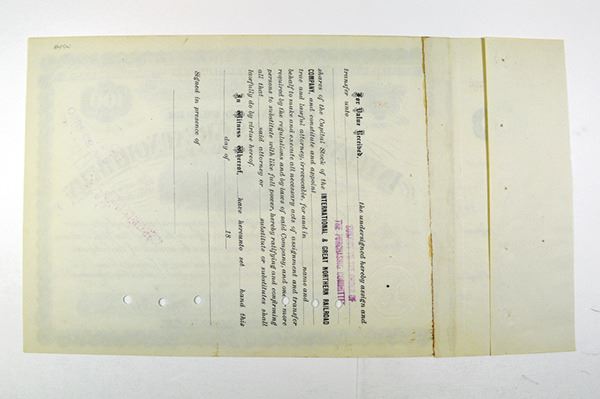 For Value Received, the undersigned hereby assign and
transfer unto
THE PURCHASING COMMITTEE
shares of the Capital Stock of the INTERNATIONAL & GREAT NORTHERN RAILROAD
COMPANY, and constitute and appoint
true and lawful attorney, irrevocable, for and in name and
behalf to make and execute all necessary acts of assignment and transfer
required by the regulations and by laws of said Company, and one more
persons to substitute with like full power, hereby ratifying and confirming
all that said attorney or substitute or substitutes shall
lawfully do by virtue hereof.
In Witness Whereof, have hereunto set hand this
day of 18
Signed in presence of